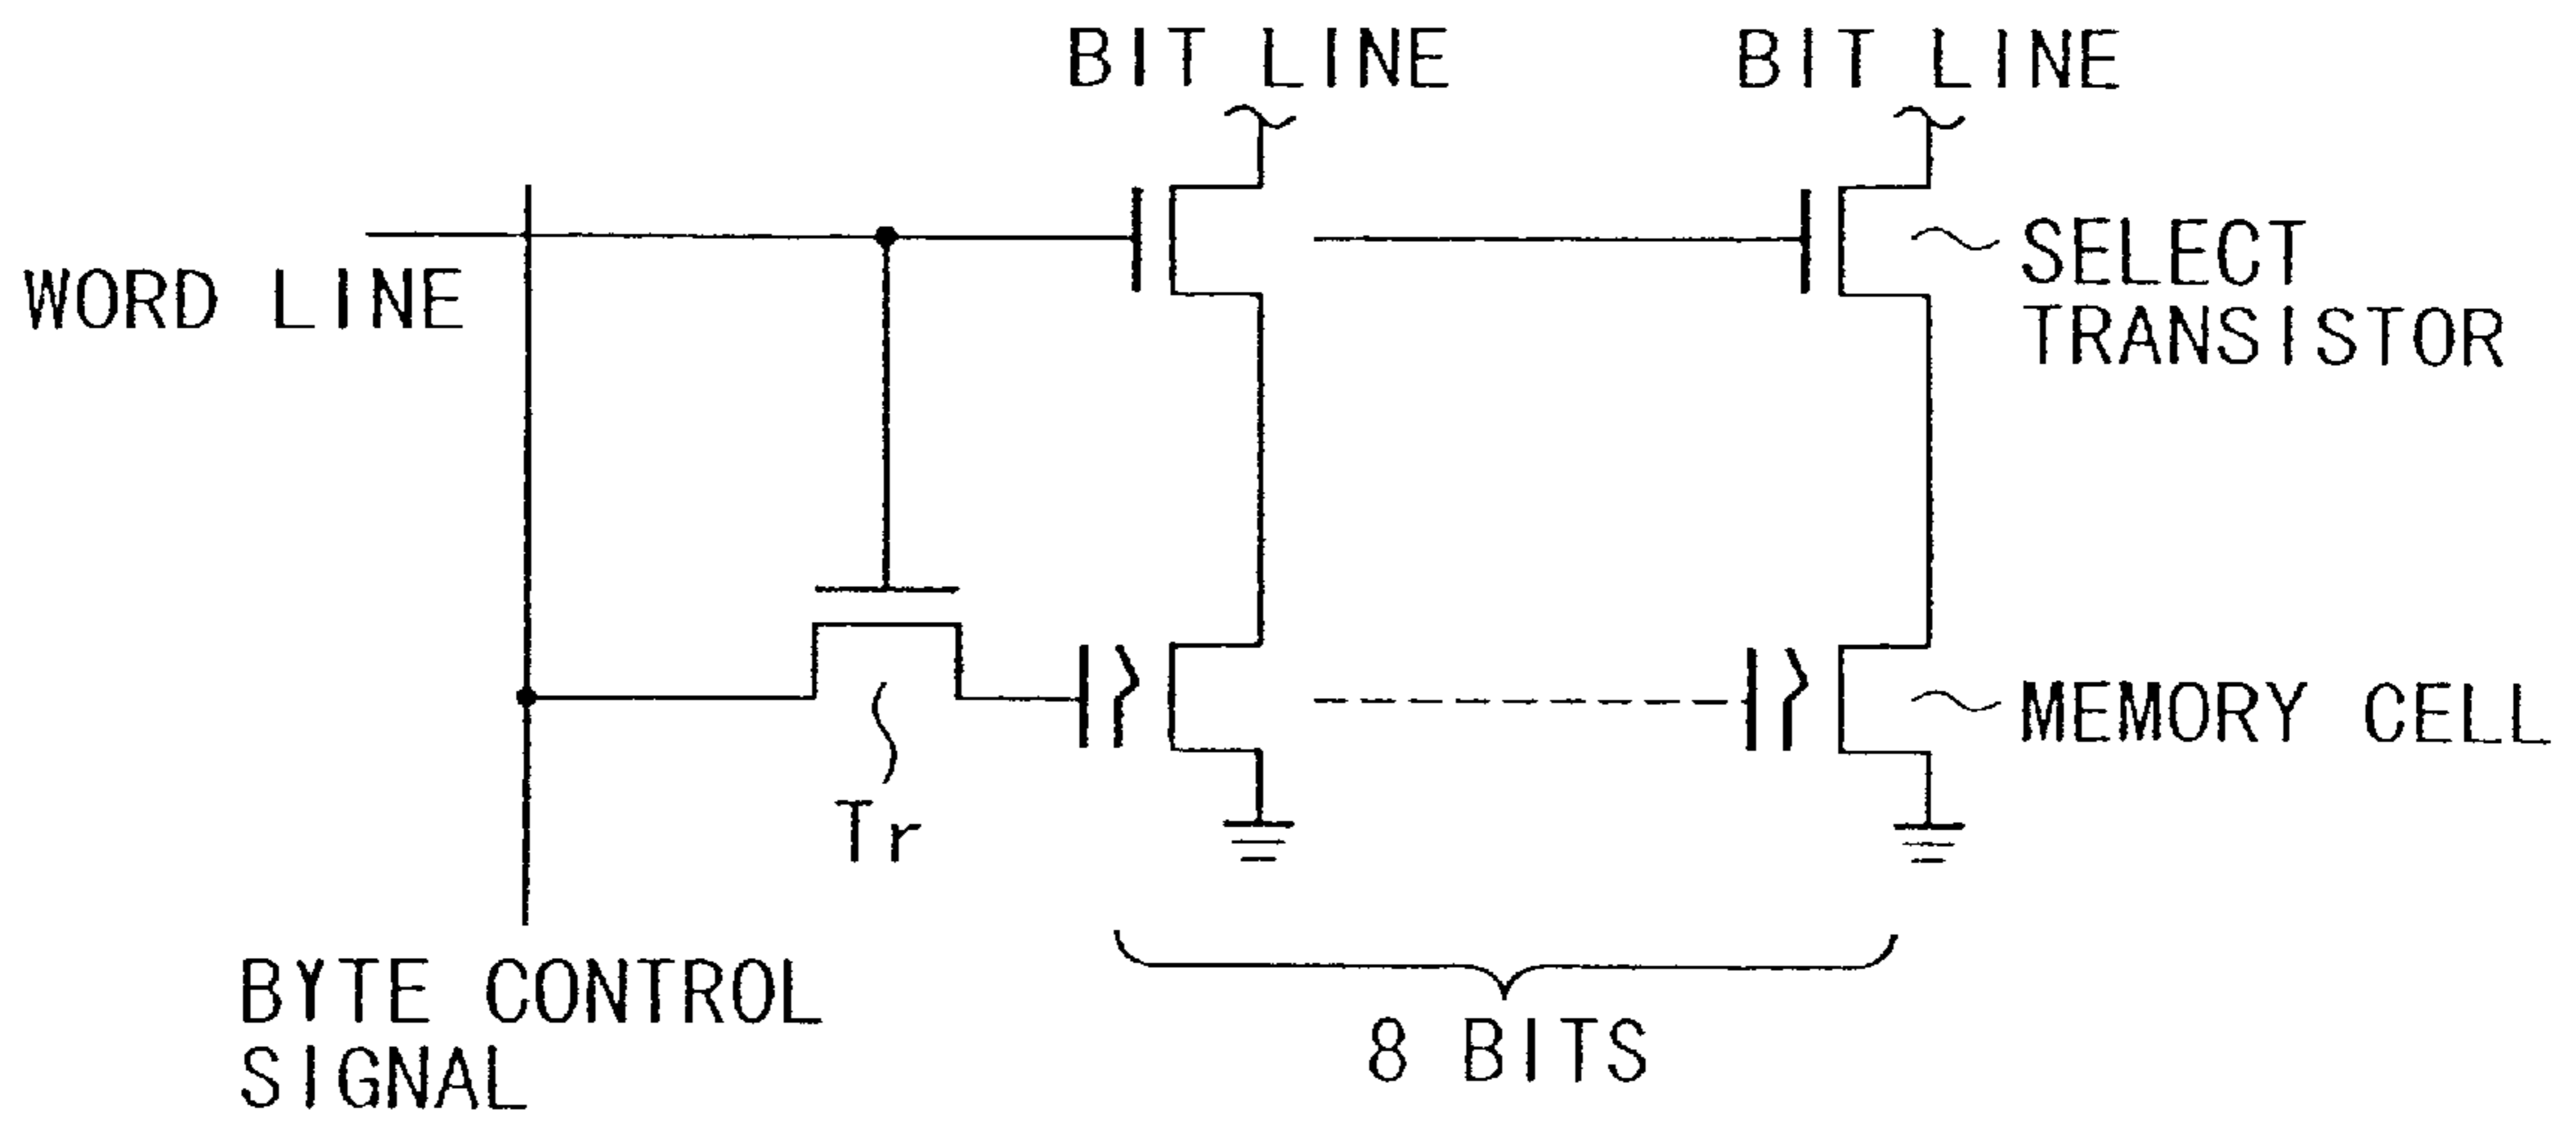 BIT LINE
BIT LINE
WORD LINE
SELECT
TRANSISTOR
MEMORY CELL
Tr
BYTE CONTROL
SIGNAL
8 BITS